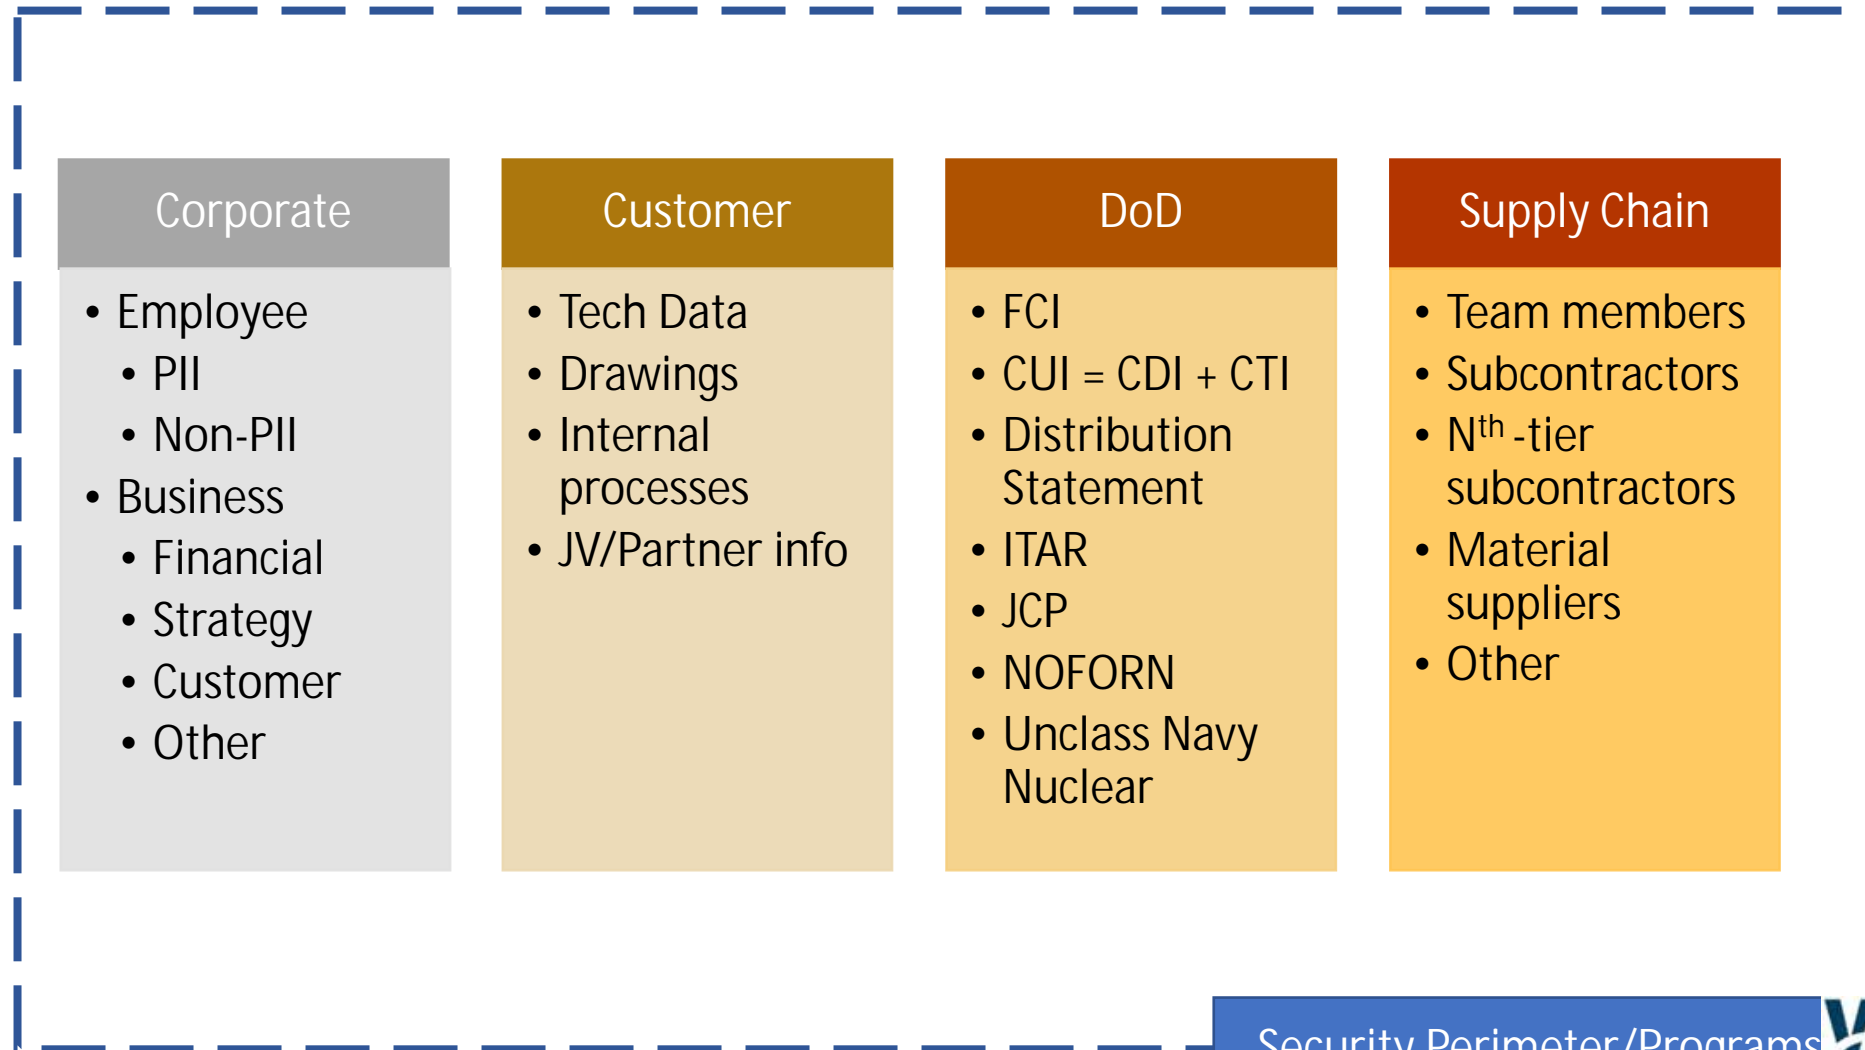 Corporate
• Employee
• PII
• Non-PII
• Business
• Financial
• Strategy
• Customer
• Other
Customer
• Tech Data
• Drawings
• Internal
processes
• JV/Partner info
DoD
• FCI
• CUI = CDI + CTI
• Distribution
Statement
• ITAR
• JCP
• NOFORN
• Unclass Navy
Nuclear
Supply Chain
• Team members
• Subcontractors
• Nth -tier
subcontractors
• Material
suppliers
• Other
Security Perimeter/Programs